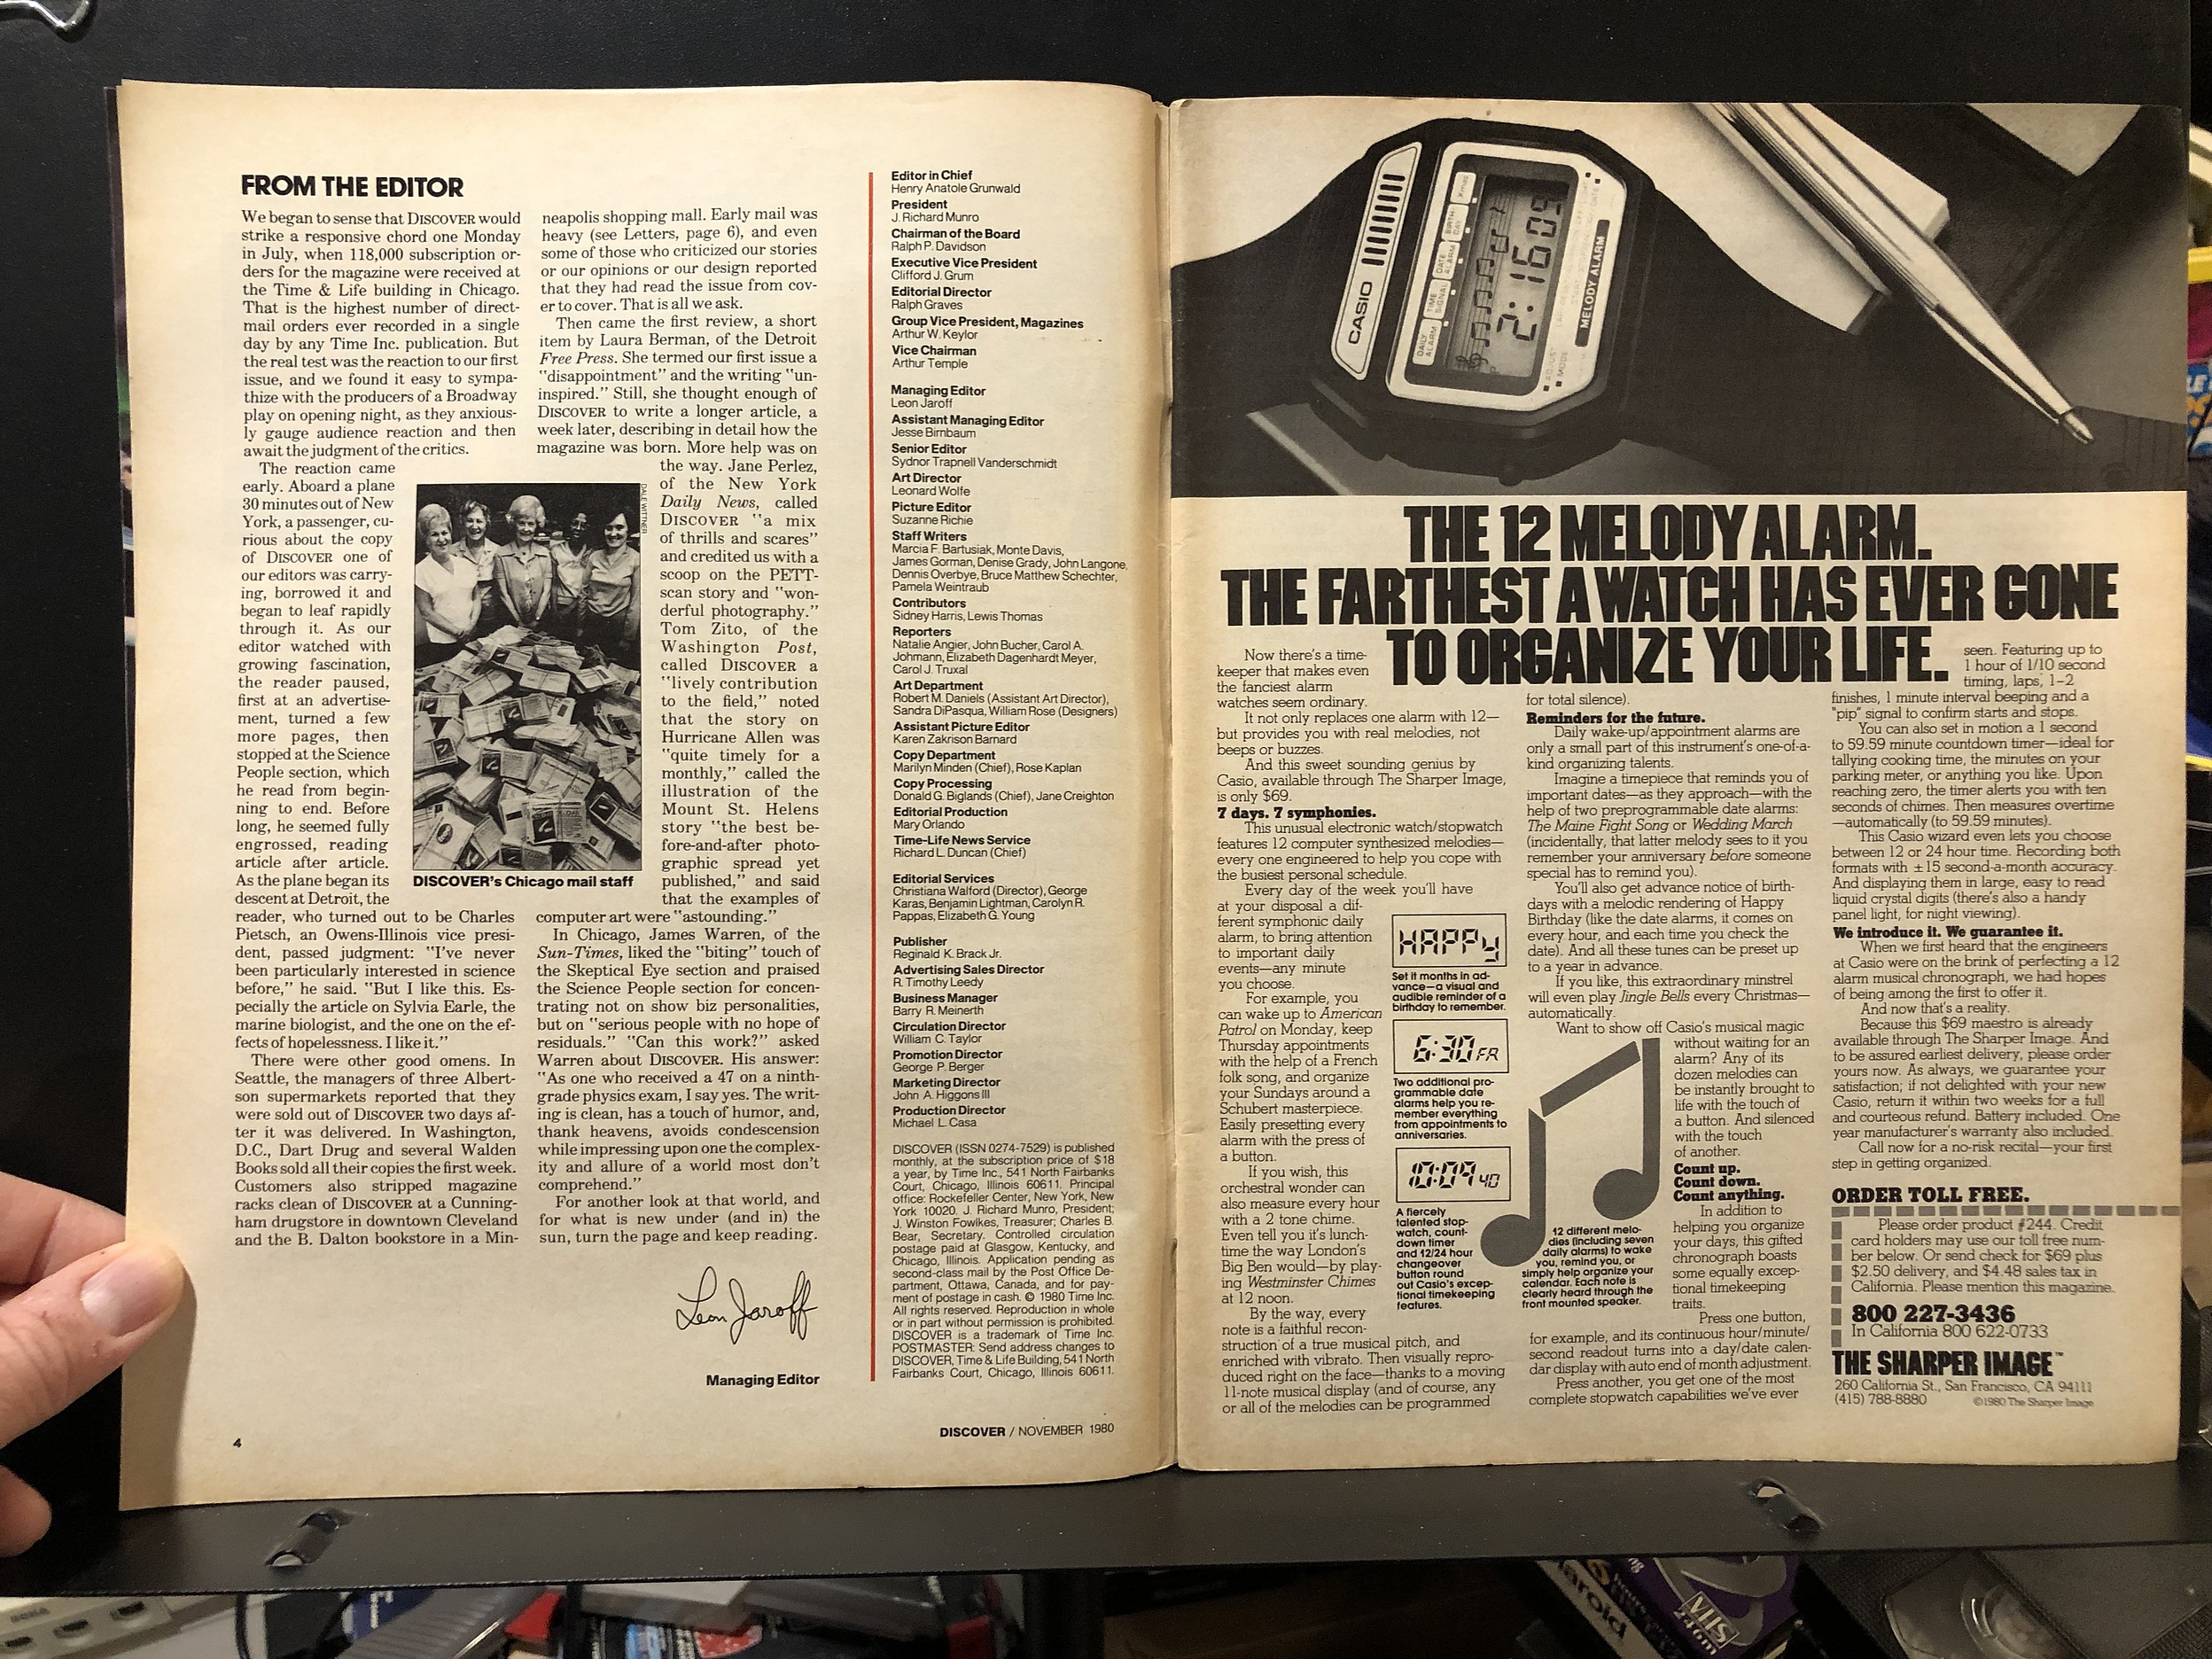 FROM THE EDITOR
We began to sense that DISCOVER would
strike a responsive chord one Monday
in July, when 118,000 subscription or-
ders for the magazine were received at
the Time & Life building in Chicago.
That is the highest number of direct-
mail orders ever recorded in a single
day by any Time Inc. publication. But
the real test was the reaction to our first
issue, and we found it easy to sympa-
thize with the producers of a Broadway
play on opening night, as they anxious-
ly gauge audience reaction and then
await the judgment of the critics.
The reaction came
early. Aboard a plane
30 minutes out of New
York, a passenger, cu-
rious about the copy
of DISCOVER one of
our editors was carry-
ing, borrowed it and
began to leaf rapidly
through it. As our
editor watched with
growing fascination,
the reader paused,
first at an advertise-
ment, turned a few
more pages, then
stopped at the Science
People section, which
he read from begin-
ning to end. Before
long, he seemed fully
engrossed, reading
article after article.
As the plane began its
descent at Detroit, the
reader, who turned out to be Charles
Pietsch, an Owens-Illinois vice presi-
dent, passed judgment: "I've never
been particularly interested in science
before," he said. "But I like this. Es-
pecially the article on Sylvia Earle, the
marine biologist, and the one on the ef-
fects of hopelessness. I like it."
There were other good omens. In
Seattle, the managers of three Albert-
son supermarkets reported that they
were sold out of DISCOVER two days af-
ter it was delivered. In Washington,
D.C., Dart Drug and several Walden
Books sold all their copies the first week.
Customers also stripped magazine
racks clean of DISCOVER at a Cunning-
ham drugstore in downtown Cleveland
and the B. Dalton bookstore in a Min-
neapolis shopping mall. Early mail was
heavy (see Letters, page 6), and even
some of those who criticized our stories
or our opinions or our design reported
that they had read the issue from cov-
er to cover. That is all we ask.
Then came the first review, a short
item by Laura Berman, of the Detroit
Free Press. She termed our first issue a
"disappointment" and the writing "un-
inspired." Still, she thought enough of
DISCOVER to write a longer article, a
week later, describing in detail how the
magazine was born. More help was on
the way. Jane Perlez,
of the New York
Daily News, called
DISCOVER "a mix
of thrills and scares"
and credited us with a
scoop on the PETT-
scan story and "won-
derful photography."
Tom Zito, of the
Washington Post,
called DISCOVER a
"lively contribution
to the field," noted
that the story on
Hurricane Allen was
"quite timely for a
monthly," called the
illustration of the
Mount St. Helens
story "the best be-
fore-and-after photo-
graphic spread yet
published," and said
that the examples of
computer art were "astounding."
In Chicago, James Warren, of the
Sun-Times, liked the "biting" touch of
the Skeptical Eye section and praised
the Science People section for concen-
trating not on show biz personalities,
but on "serious people with no hope of
residuals." "Can this work?" asked
Warren about DISCOVER. His answer:
"As one who received a 47 on a ninth-
grade physics exam, I say yes. The writ-
ing is clean, has a touch of humor, and,
thank heavens, avoids condescension
while impressing upon one the complex-
ity and allure of a world most don't
comprehend."
For another look at that world, and
for what is new under (and in) the
sun, turn the page and keep reading.
DALE WITTNER
DISCOVER's Chicago mail staff
Leon Jaroff
Managing Editor
4
Editor in Chief
Henry Anatole Grunwald
President
J. Richard Munro
Chairman of the Board
Ralph P. Davidson
Executive Vice President
Clifford J. Grum
Editorial Director
Ralph Graves
Group Vice President, Magazines
Arthur W. Keylor
Vice Chairman
Arthur Temple
Managing Editor
Leon Jaroff
Assistant Managing Editor
Jesse Birnbaum
Senior Editor
Sydnor Trapnell Vanderschmidt
Art Director
Leonard Wolfe
Picture Editor
Suzanne Richie
Staff Writers
Marcia F. Bartusiak, Monte Davis,
James Gorman, Denise Grady, John Langone,
Dennis Overbye, Bruce Matthew Schechter,
Pamela Weintraub
Contributors
Sidney Harris, Lewis Thomas
Reporters
Natalie Angier, John Bucher, Carol A.
Johmann, Elizabeth Dagenhardt Meyer,
Carol J. Truxal
Art Department
Robert M. Daniels (Assistant Art Director),
Sandra DiPasqua, William Rose (Designers)
Assistant Picture Editor
Karen Zakrison Barnard
Copy Department
Marilyn Minden (Chief), Rose Kaplan
Copy Processing
Donald G. Biglands (Chief), Jane Creighton
Editorial Production
Mary Orlando
Time-Life News Service
Richard L. Duncan (Chief)
Editorial Services
Christiana Walford (Director), George
Karas, Benjamin Lightman, Carolyn R.
Pappas, Elizabeth G. Young
Publisher
Reginald K. Brack Jr.
Advertising Sales Director
R. Timothy Leedy
Business Manager
Barry R. Meinerth
Circulation Director
William C. Taylor
Promotion Director
George P. Berger
Marketing Director
John A. Higgons III
Production Director
Michael L. Casa
DISCOVER (ISSN 0274-7529) is published
monthly, at the subscription price of $18
a year, by Time Inc., 541 North Fairbanks
Court, Chicago, Illinois 60611. Principal
office: Rockefeller Center, New York, New
York 10020. J. Richard Munro, President;
J. Winston Fowlkes, Treasurer; Charles B.
Bear, Secretary. Controlled circulation
postage paid at Glasgow, Kentucky, and
Chicago, Illinois. Application pending as
second-class mail by the Post Office De-
partment, Ottawa, Canada, and for pay-
ment of postage in cash. © 1980 Time Inc.
All rights reserved. Reproduction in whole
or in part without permission is prohibited.
DISCOVER is a trademark of Time Inc.
POSTMASTER: Send address changes to
DISCOVER, Time & Life Building, 541 North
Fairbanks Court, Chicago, Illinois 60611.
DISCOVER / NOVEMBER 1980
CASIO
DAILY ALARM
TIME SIGNAL
DATE ALARM
BIRTH DAY
Xmas
2:16 09
MELODY ALARM
THE 12 MELODY ALARM.
THE FARTHEST A WATCH HAS EVER GONE
TO ORGANIZE YOUR LIFE.
Now there's a time-
keeper that makes even
the fanciest alarm
watches seem ordinary.
It not only replaces one alarm with 12—
but provides you with real melodies, not
beeps or buzzes.
And this sweet sounding genius by
Casio, available through The Sharper Image,
is only $69.
7 days. 7 symphonies.
This unusual electronic watch/stopwatch
features 12 computer synthesized melodies—
every one engineered to help you cope with
the busiest personal schedule.
Every day of the week you'll have
at your disposal a dif-
ferent symphonic daily
alarm, to bring attention
to important daily
events—any minute
you choose.
For example, you
can wake up to American
Patrol on Monday, keep
Thursday appointments
with the help of a French
folk song, and organize
your Sundays around a
Schubert masterpiece.
Easily presetting every
alarm with the press of
a button.
If you wish, this
orchestral wonder can
also measure every hour
with a 2 tone chime.
Even tell you it's lunch-
time the way London's
Big Ben would—by play-
ing Westminster Chimes
at 12 noon.
By the way, every
note is a faithful recon-
struction of a true musical pitch, and
enriched with vibrato. Then visually repro-
duced right on the face—thanks to a moving
11-note musical display (and of course, any
or all of the melodies can be programmed
HAPPy
Set it months in ad-
vance—a visual and
audible reminder of a
birthday to remember.
6:30 FR
Two additional pro-
grammable date
alarms help you re-
member everything
from appointments to
anniversaries.
10:09 40
A fiercely
talented stop-
watch, count-
down timer
and 12/24 hour
changeover
button round
out Casio's excep-
tional timekeeping
features.
for total silence).
Reminders for the future.
Daily wake-up/appointment alarms are
only a small part of this instrument's one-of-a-
kind organizing talents.
Imagine a timepiece that reminds you of
important dates—as they approach—with the
help of two preprogrammable date alarms:
The Maine Fight Song or Wedding March
(incidentally, that latter melody sees to it you
remember your anniversary before someone
special has to remind you).
You'll also get advance notice of birth-
days with a melodic rendering of Happy
Birthday (like the date alarms, it comes on
every hour, and each time you check the
date). And all these tunes can be preset up
to a year in advance.
If you like, this extraordinary minstrel
will even play Jingle Bells every Christmas—
automatically.
Want to show off Casio's musical magic
without waiting for an
alarm? Any of its
dozen melodies can
be instantly brought to
life with the touch of
a button. And silenced
with the touch
of another.
Count up.
Count down.
Count anything.
In addition to
helping you organize
your days, this gifted
chronograph boasts
some equally excep-
tional timekeeping
traits.
Press one button,
for example, and its continuous hour/minute/
second readout turns into a day/date calen-
dar display with auto end of month adjustment.
Press another, you get one of the most
complete stopwatch capabilities we've ever
12 different melo-
dies (including seven
daily alarms) to wake
you, remind you, or
simply help organize your
calendar. Each note is
clearly heard through the
front mounted speaker.
seen. Featuring up to
1 hour of 1/10 second
timing, laps, 1-2
finishes, 1 minute interval beeping and a
"pip" signal to confirm starts and stops.
You can also set in motion a 1 second
to 59.59 minute countdown timer—ideal for
tallying cooking time, the minutes on your
parking meter, or anything you like. Upon
reaching zero, the timer alerts you with ten
seconds of chimes. Then measures overtime
—automatically (to 59.59 minutes).
This Casio wizard even lets you choose
between 12 or 24 hour time. Recording both
formats with ±15 second-a-month accuracy.
And displaying them in large, easy to read
liquid crystal digits (there's also a handy
panel light, for night viewing).
We introduce it. We guarantee it.
When we first heard that the engineers
at Casio were on the brink of perfecting a 12
alarm musical chronograph, we had hopes
of being among the first to offer it.
And now that's a reality.
Because this $69 maestro is already
available through The Sharper Image. And
to be assured earliest delivery, please order
yours now. As always, we guarantee your
satisfaction; if not delighted with your new
Casio, return it within two weeks for a full
and courteous refund. Battery included. One
year manufacturer's warranty also included.
Call now for a no-risk recital—your first
step in getting organized.
ORDER TOLL FREE.
Please order product #244. Credit
card holders may use our toll free num-
ber below. Or send check for $69 plus
$2.50 delivery, and $4.48 sales tax in
California. Please mention this magazine.
800 227-3436
In California 800 622-0733
THE SHARPER IMAGE™
260 California St., San Francisco, CA 94111
(415) 788-8880
©1980 The Sharper Image
VHS
240m